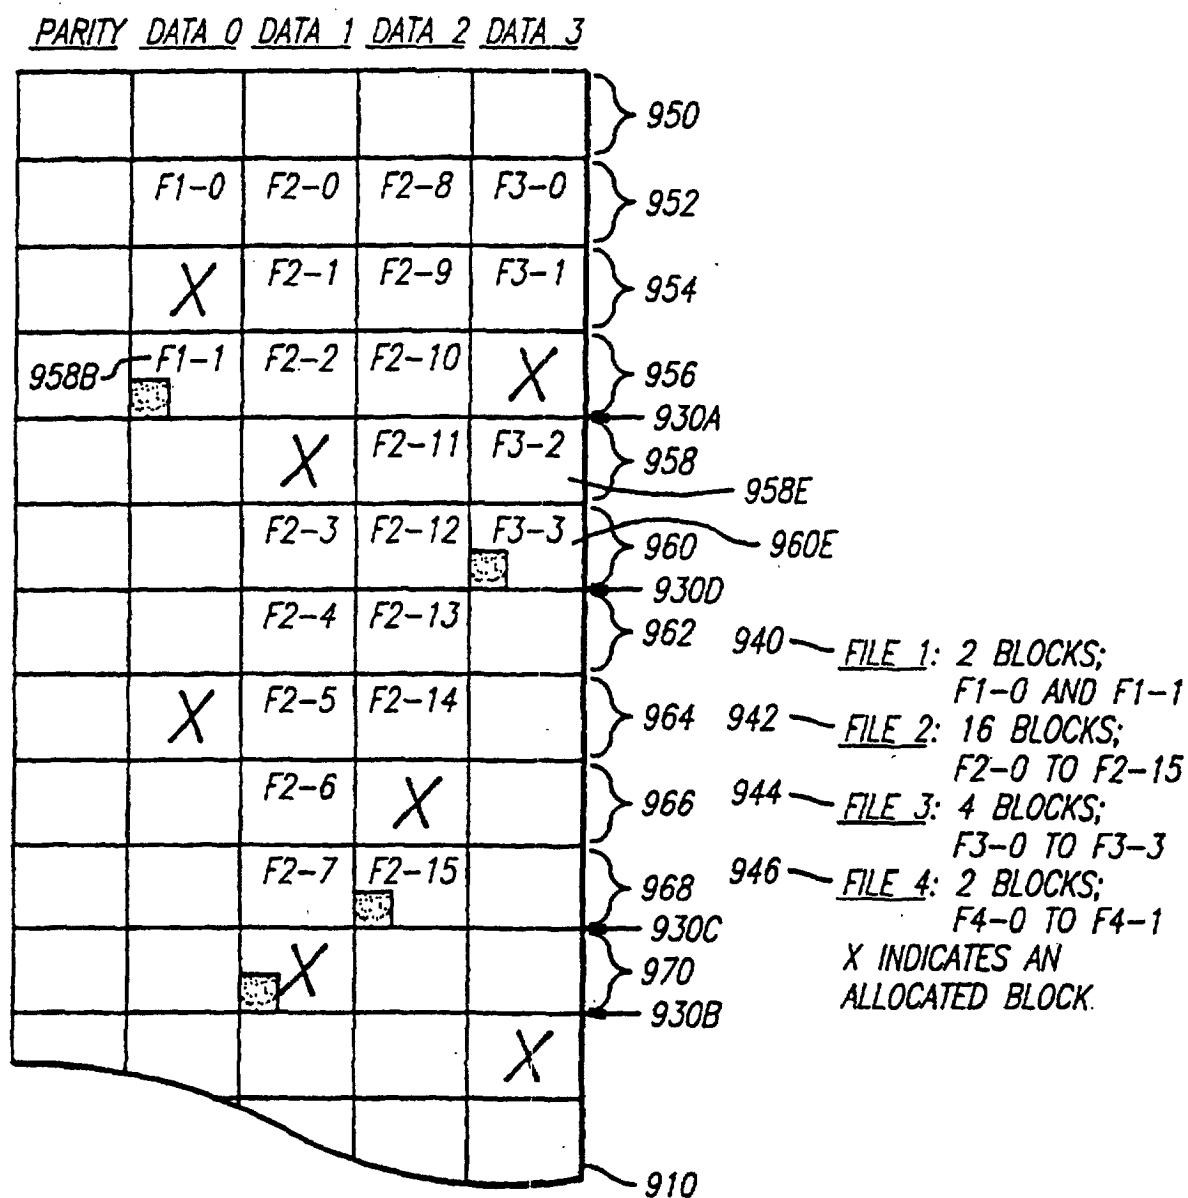 PARITY DATA 0 DATA 1 DATA 2 DATA 3
950
F1-0 F2-0 F2-8 F3-0
952
X F2-1 F2-9 F3-1
954
958B F1-1 F2-2 F2-10 X
956
930A
X F2-11 F3-2
958
958E
F2-3 F2-12 F3-3
960
960E
930D
F2-4 F2-13
962
X F2-5 F2-14
964
F2-6 X
966
F2-7 F2-15
968
930C
X
970
930B
X
910
940 FILE 1: 2 BLOCKS;
F1-0 AND F1-1
942 FILE 2: 16 BLOCKS;
F2-0 TO F2-15
944 FILE 3: 4 BLOCKS;
F3-0 TO F3-3
946 FILE 4: 2 BLOCKS;
F4-0 TO F4-1
X INDICATES AN
ALLOCATED BLOCK.